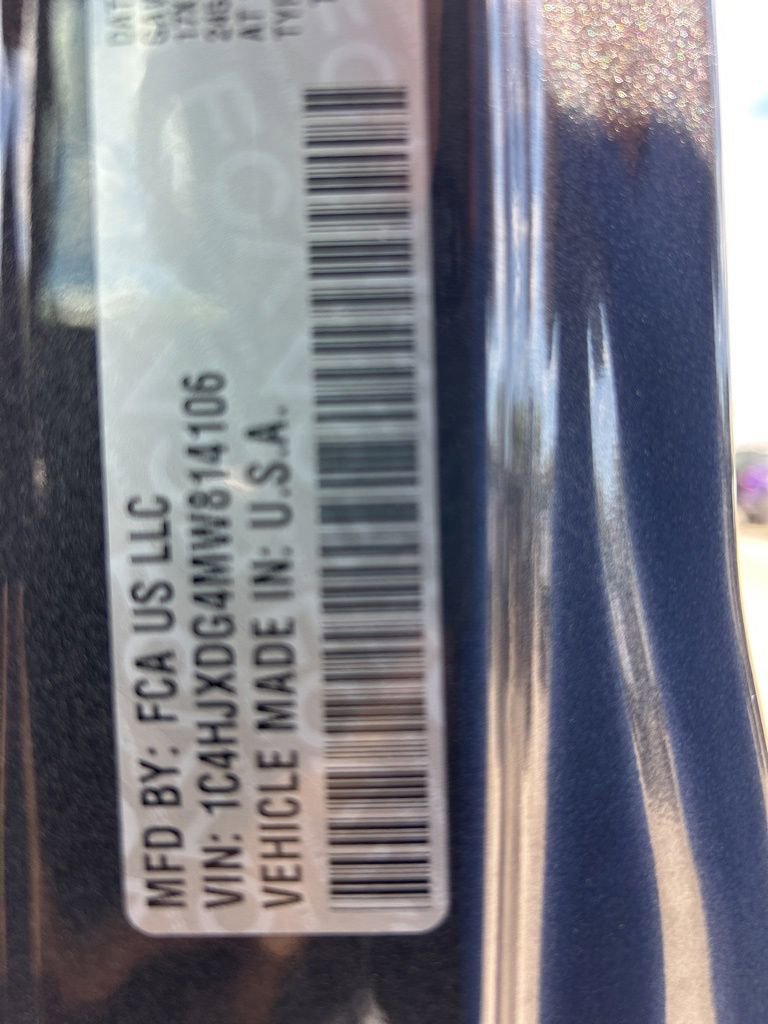 MFD BY: FCA US LLC
VIN: 1C4HJXDG4MW814106
VEHICLE MADE IN: U.S.A.